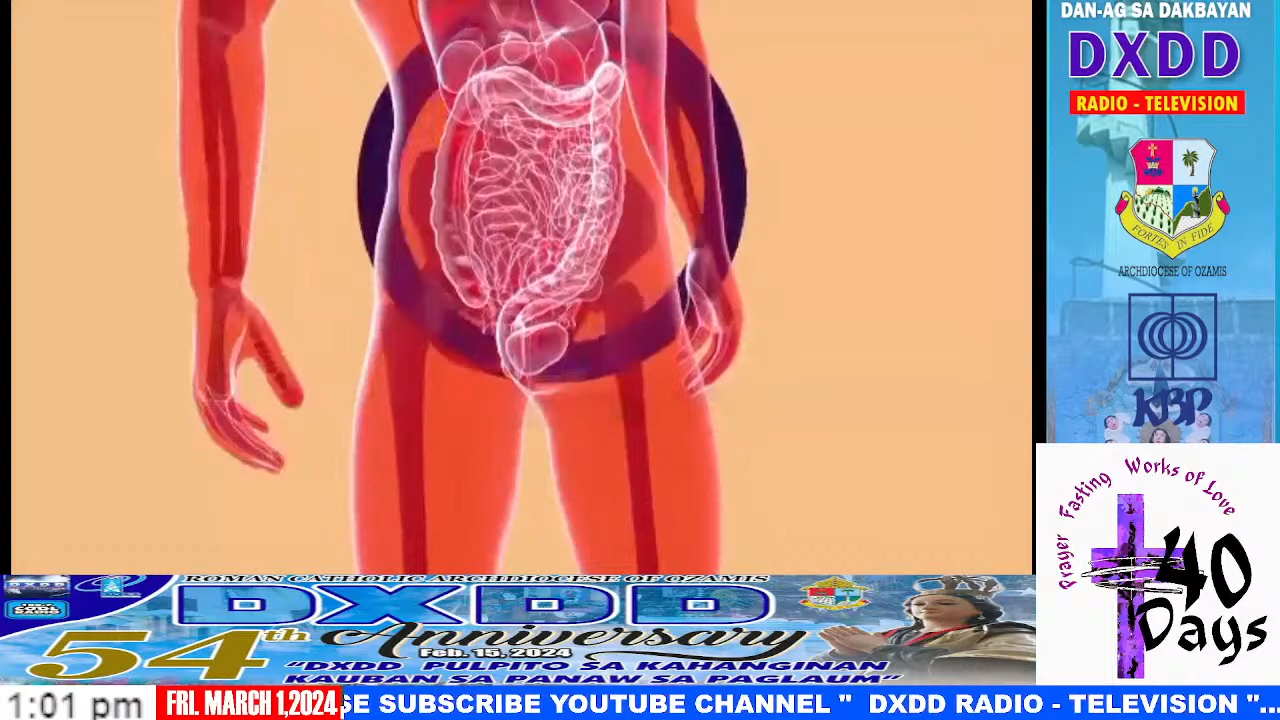 DAN-AG SA DAKBAYAN
DXDD
RADIO - TELEVISION
FORTES IN FIDE
ARCHDIOCESE OF OZAMIS
KBP
Prayer Fasting Works of Love
40
Days
ROMAN CATHOLIC ARCHDIOCESE OF OZAMIS
DXDD
DXDD
54th Anniversary
Feb. 15, 2024
"DXDD PULPITO SA KAHANGINAN
KAUBAN SA PANAW SA PAGLAUM"
1:01 pm
FRI. MARCH 1,2024
SE SUBSCRIBE YOUTUBE CHANNEL " DXDD RADIO - TELEVISION "...